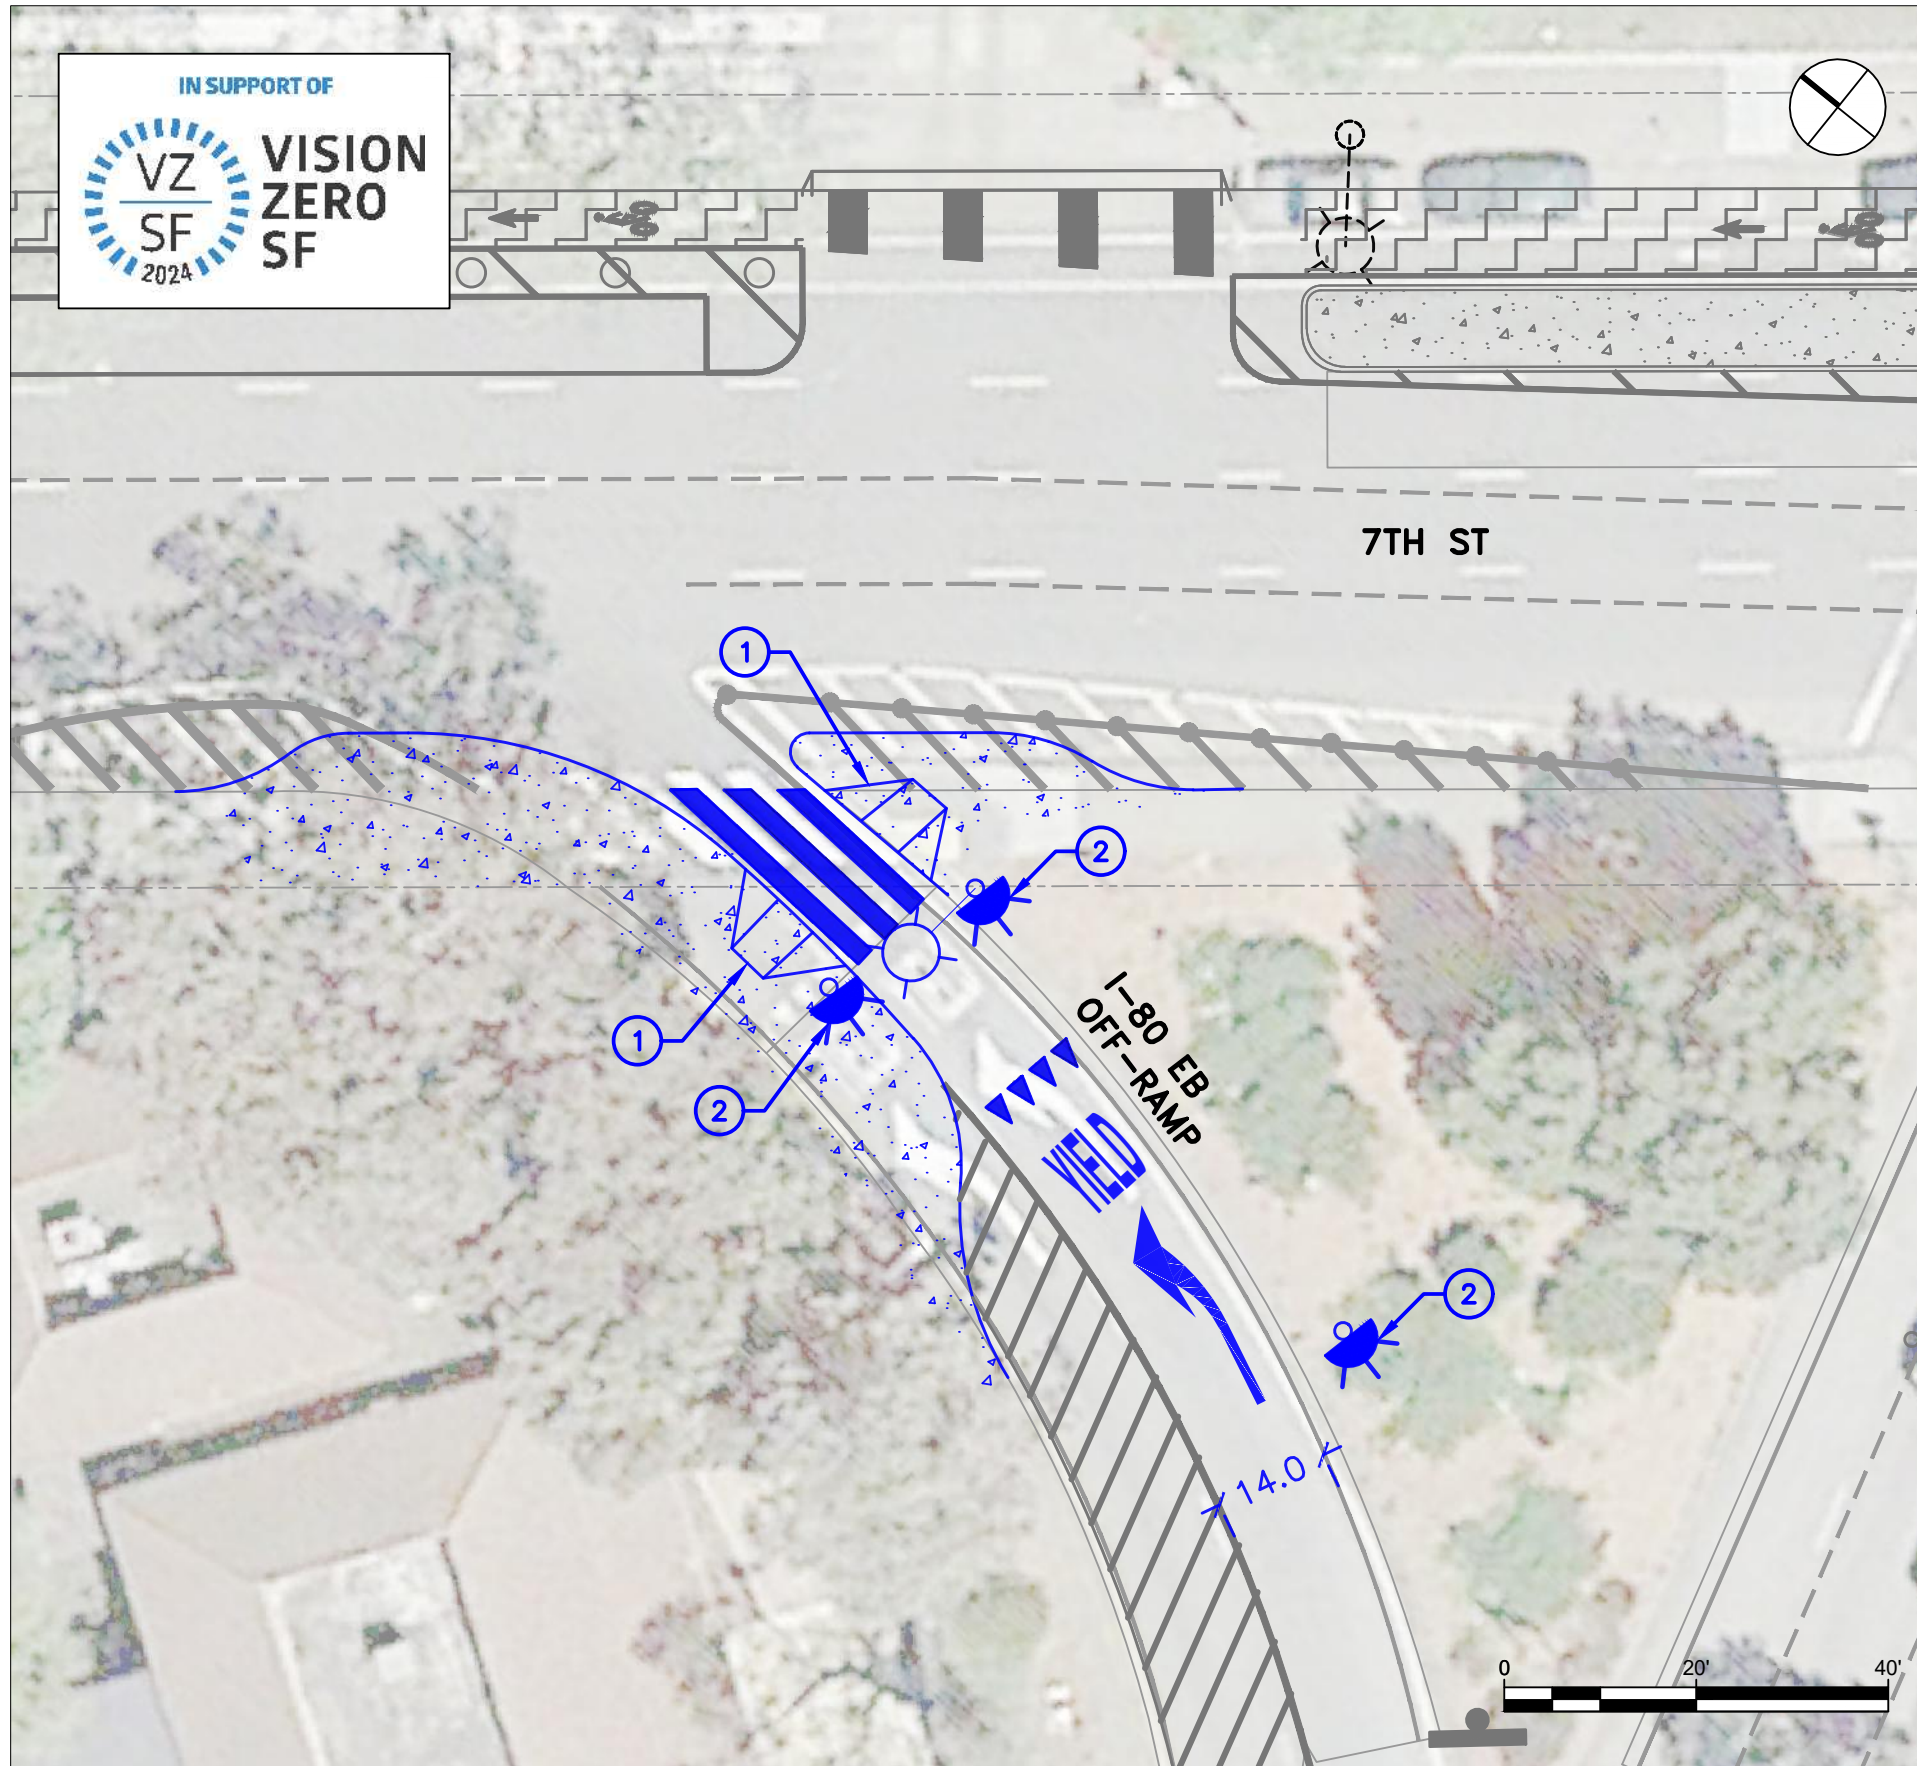 IN SUPPORT OF
VZ
SF
2024
VISION
ZERO
SF
7TH ST
1
2
1
2
I-80 EB
OFF-RAMP
YIELD
2
14.0
0 20' 40'